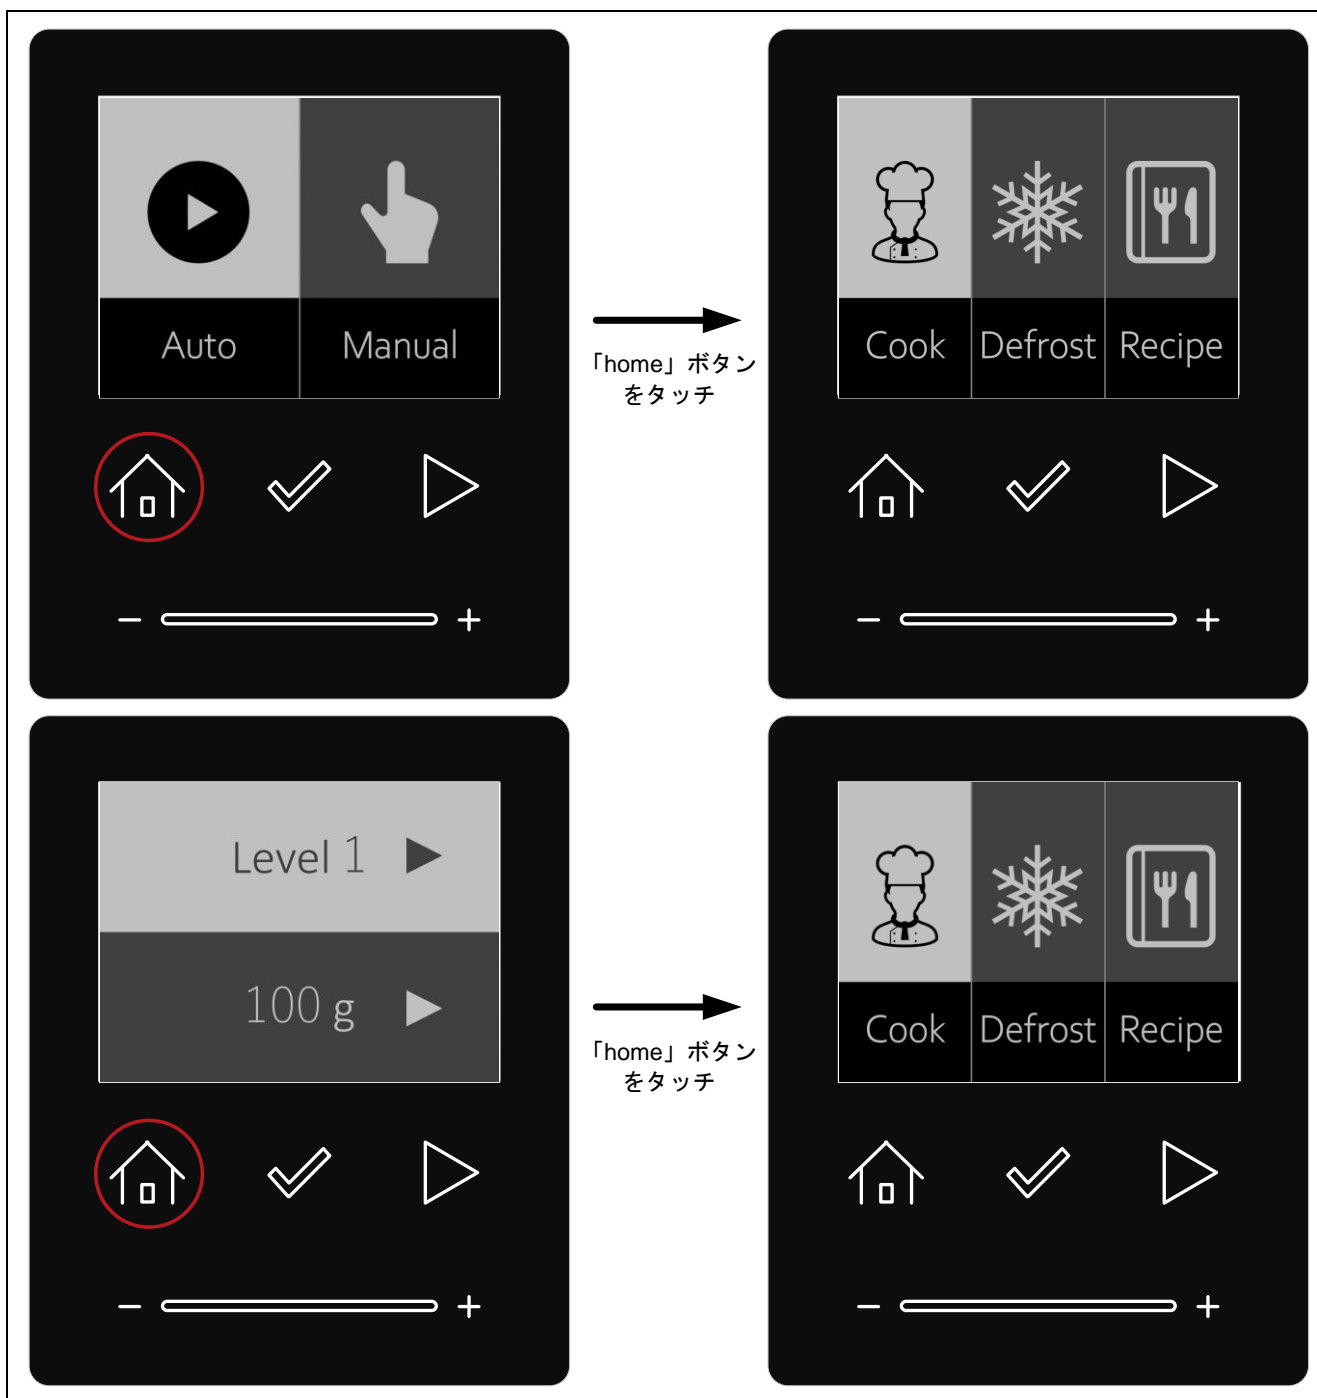 Auto Manual
「home」ボタン
をタッチ
Cook Defrost Recipe
− +
− +
Level 1
100 g
「home」ボタン
をタッチ
Cook Defrost Recipe
− +
− +